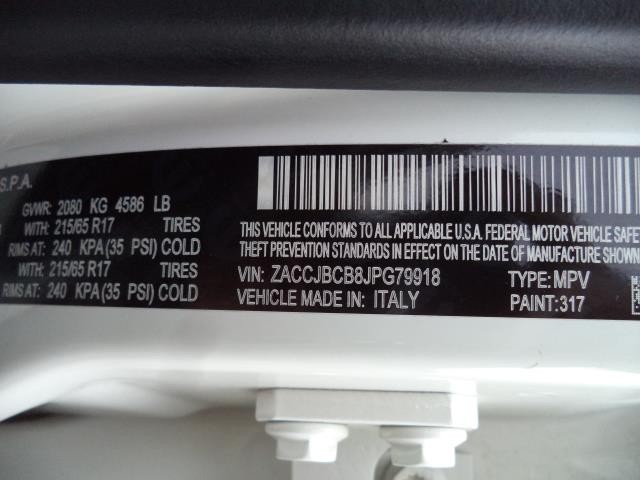 S.P.A.
GVWR: 2080 KG 4586 LB
WITH: 215/65 R17 TIRES
RIMS AT: 240 KPA(35 PSI) COLD
WITH: 215/65 R17 TIRES
RIMS AT: 240 KPA(35 PSI) COLD
THIS VEHICLE CONFORMS TO ALL APPLICABLE U.S.A. FEDERAL MOTOR VEHICLE SAFETY
THEFT PREVENTION STANDARDS IN EFFECT ON THE DATE OF MANUFACTURE SHOWN
VIN: ZACCJBCB8JPG79918 TYPE: MPV
VEHICLE MADE IN: ITALY PAINT:317